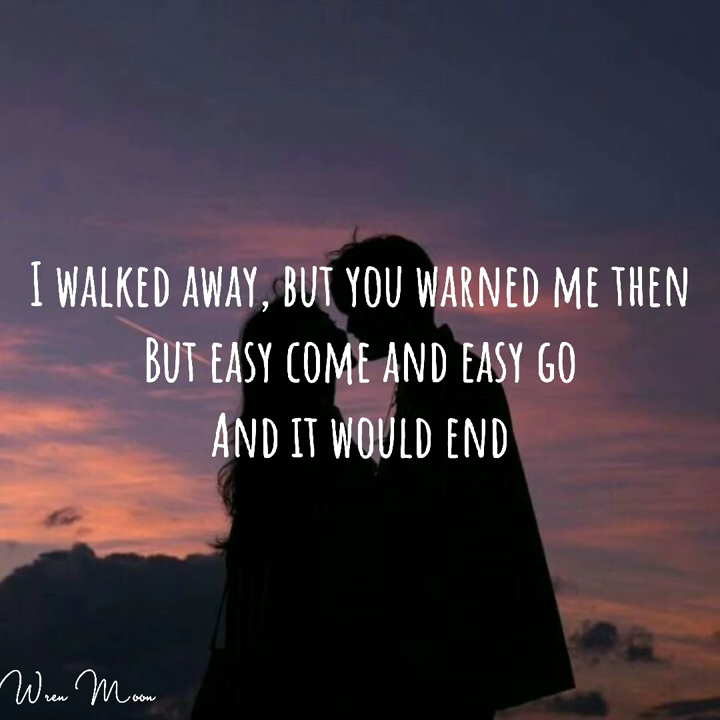 I walked away, but you warned me then
But easy come and easy go
And it would end
Wren Moon